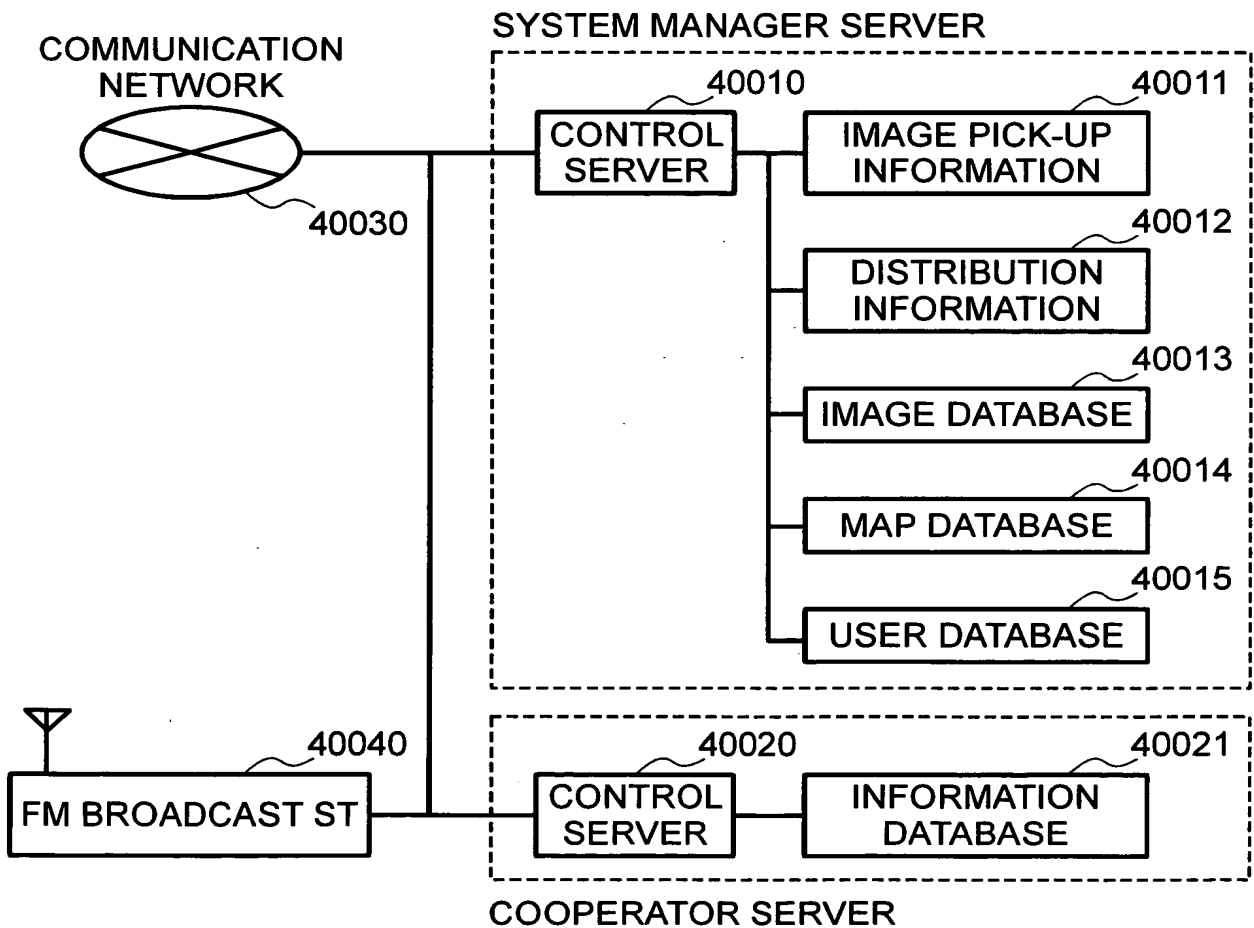 SYSTEM MANAGER SERVER
COMMUNICATION
NETWORK
40030
40010
CONTROL
SERVER
40011
IMAGE PICK-UP
INFORMATION
40012
DISTRIBUTION
INFORMATION
40013
IMAGE DATABASE
40014
MAP DATABASE
40015
USER DATABASE
40040
FM BROADCAST ST
40020
CONTROL
SERVER
40021
INFORMATION
DATABASE
COOPERATOR SERVER